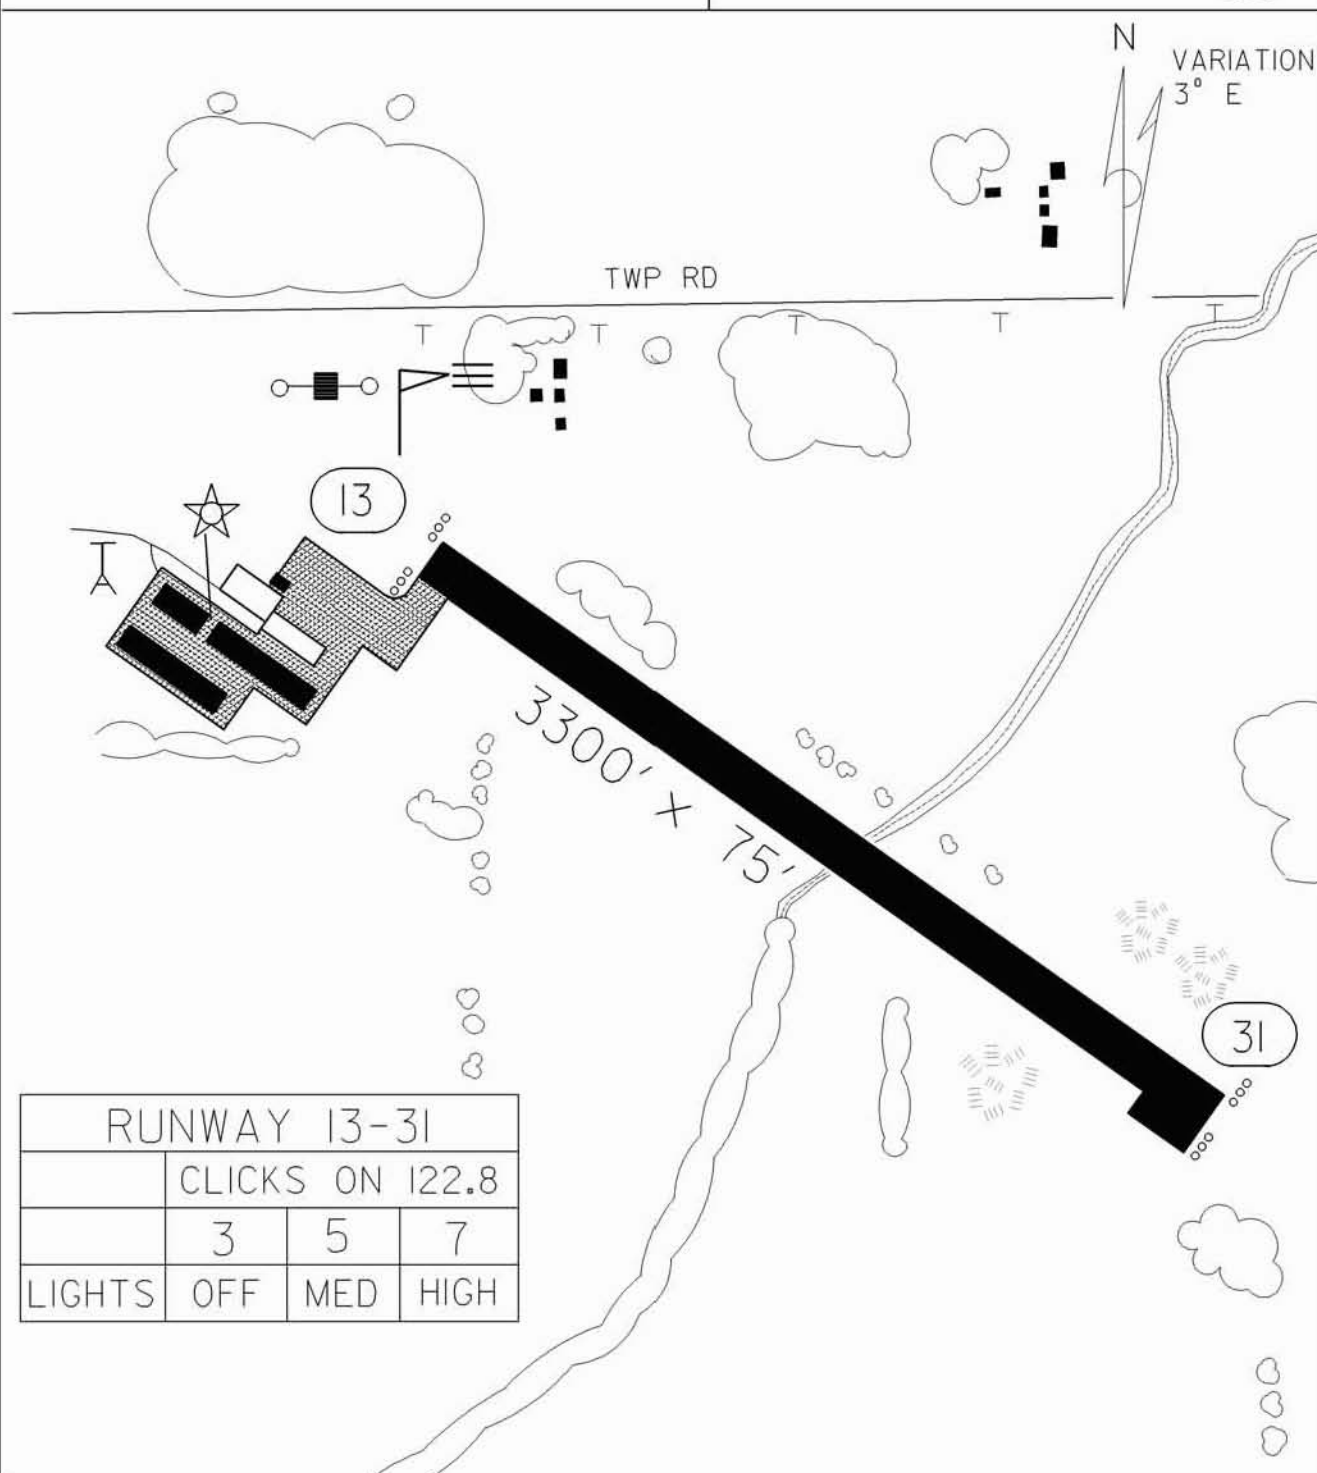 N
VARIATION
3° E
TWP RD
T T T T T
13
3300' X 75'
31
RUNWAY 13-31
CLICKS ON 122.8
3 5 7
LIGHTS OFF MED HIGH